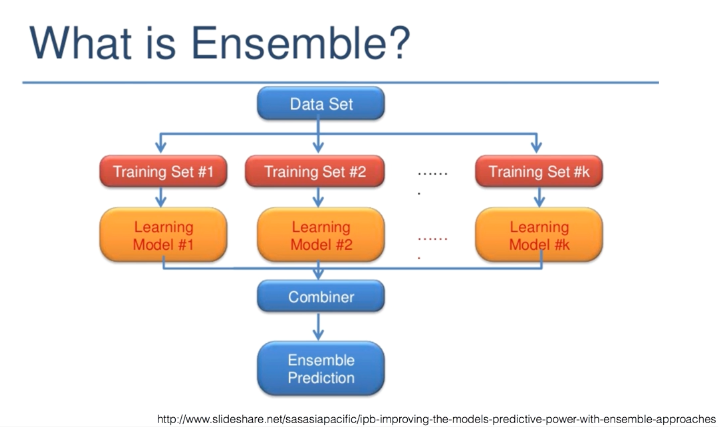 What is Ensemble?
Data Set
Training Set #1
Training Set #2
......
.
Training Set #k
Learning
Model #1
Learning
Model #2
......
.
Learning
Model #k
Combiner
Ensemble
Prediction
http://www.slideshare.net/sasasiapacific/ipb-improving-the-models-predictive-power-with-ensemble-approaches